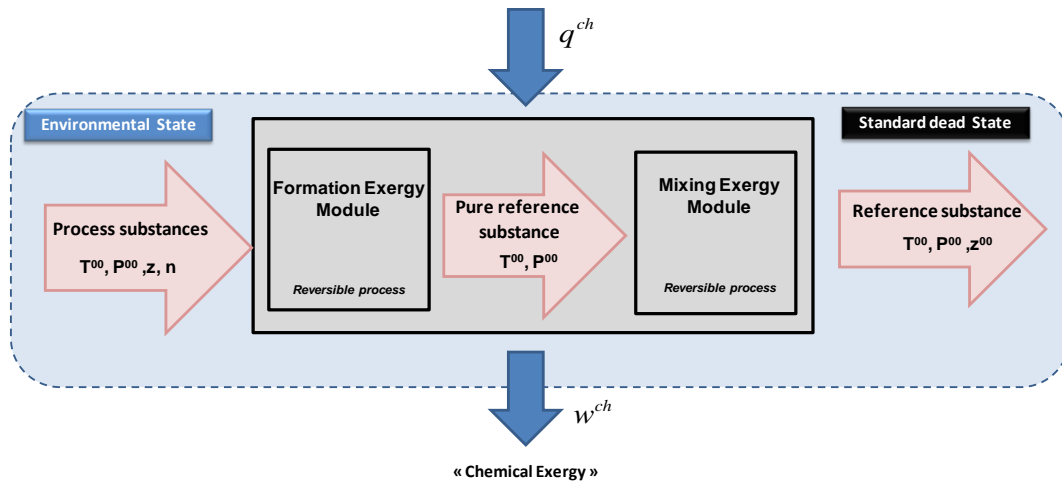 q^{ch}
Environmental State
Standard dead State
Process substances
T⁰⁰, P⁰⁰ ,z, n
Formation Exergy
Module
Reversible process
Pure reference
substance
T⁰⁰, P⁰⁰
Mixing Exergy
Module
Reversible process
Reference substance
T⁰⁰, P⁰⁰ ,z⁰⁰
w^{ch}
« Chemical Exergy »